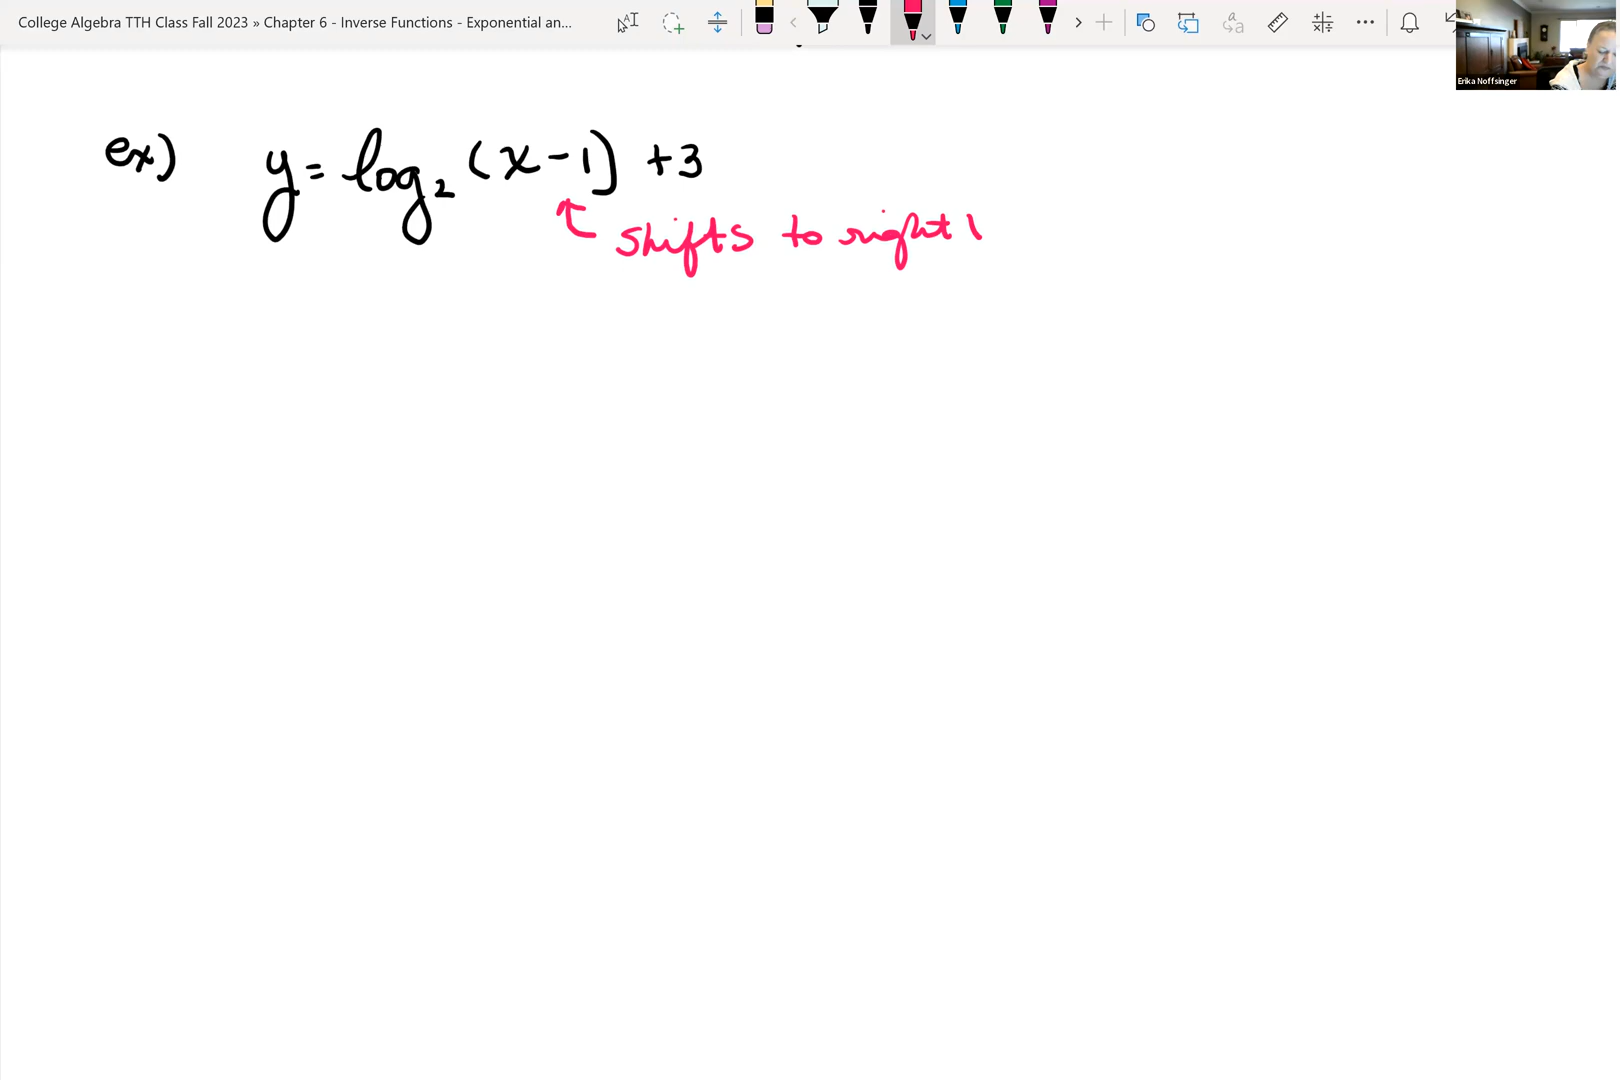 College Algebra TTH Class Fall 2023 » Chapter 6 - Inverse Functions - Exponential an...
Erika Noffsinger
ex) y = log₂ (x - 1) + 3
shifts to right 1